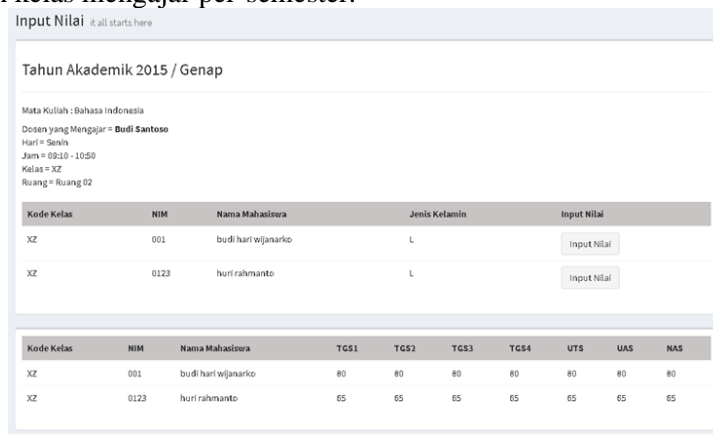 kelas mengajar per semester.
Input Nilai it all starts here
Tahun Akademik 2015 / Genap
Mata Kuliah : Bahasa Indonesia
Dosen yang Mengajar = Budi Santoso
Hari = Senin
Jam = 09:10 - 10:50
Kelas = XZ
Ruang = Ruang 02
Kode Kelas NIM Nama Mahasiswa Jenis Kelamin Input Nilai
XZ 001 budi hari wijanarko L Input Nilai
XZ 0123 huri rahmanto L Input Nilai
Kode Kelas NIM Nama Mahasiswa TGS1 TGS2 TGS3 TGS4 UTS UAS NAS
XZ 001 budi hari wijanarko 80 80 80 80 80 80 80
XZ 0123 huri rahmanto 65 65 65 65 65 65 65